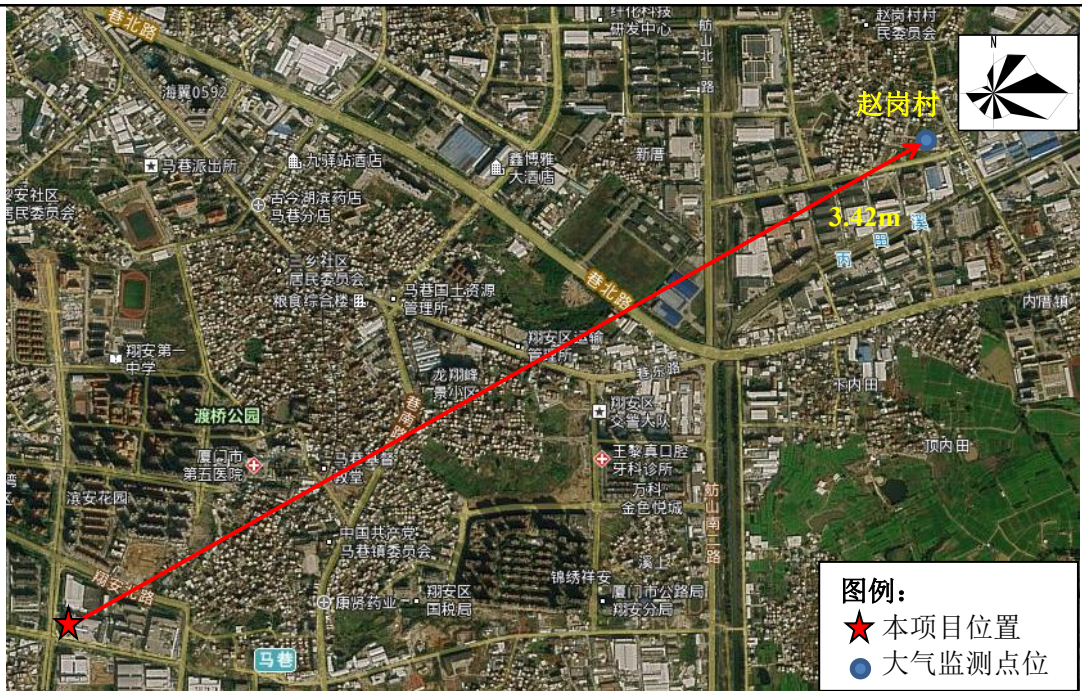 巷北路
纤化科技
研发中心
舫山北二路
赵岗村村
民委员会
N
海翼0592
赵岗村
马巷派出所
九驿站酒店
鑫博雅
大酒店
新厝
古今湖滨药店
马巷分店
居民委员会
3.42m
丙
邑
溪
三乡社区
居民委员会
粮食综合楼
马巷国土资源
管理所
巷北路
内厝镇
翔安区运输
管理所
翔安第一
中学
龙翔峰
景小区
巷东路
下内田
渡桥公园
翔安区
交警大队
顶内田
厦门市
第五医院
马巷基督
教堂
王黎真口腔
牙科诊所
万科
金色悦城
滨安花园
舫山南二路
中国共产党
马巷镇委员会
溪上
锦绣祥安
厦门市公路局
翔安分局
康贤药业
翔安区
国税局
马巷
图例：
本项目位置
大气监测点位